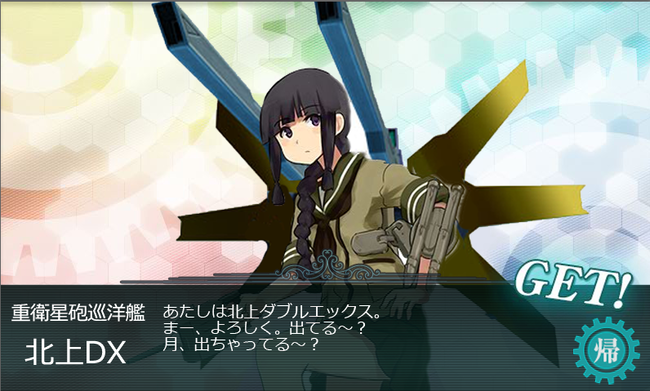 GET!
重衛星砲巡洋艦
北上DX
あたしは北上ダブルエックス。
まー、よろしく。出てる〜？
月、出ちゃってる〜？
帰